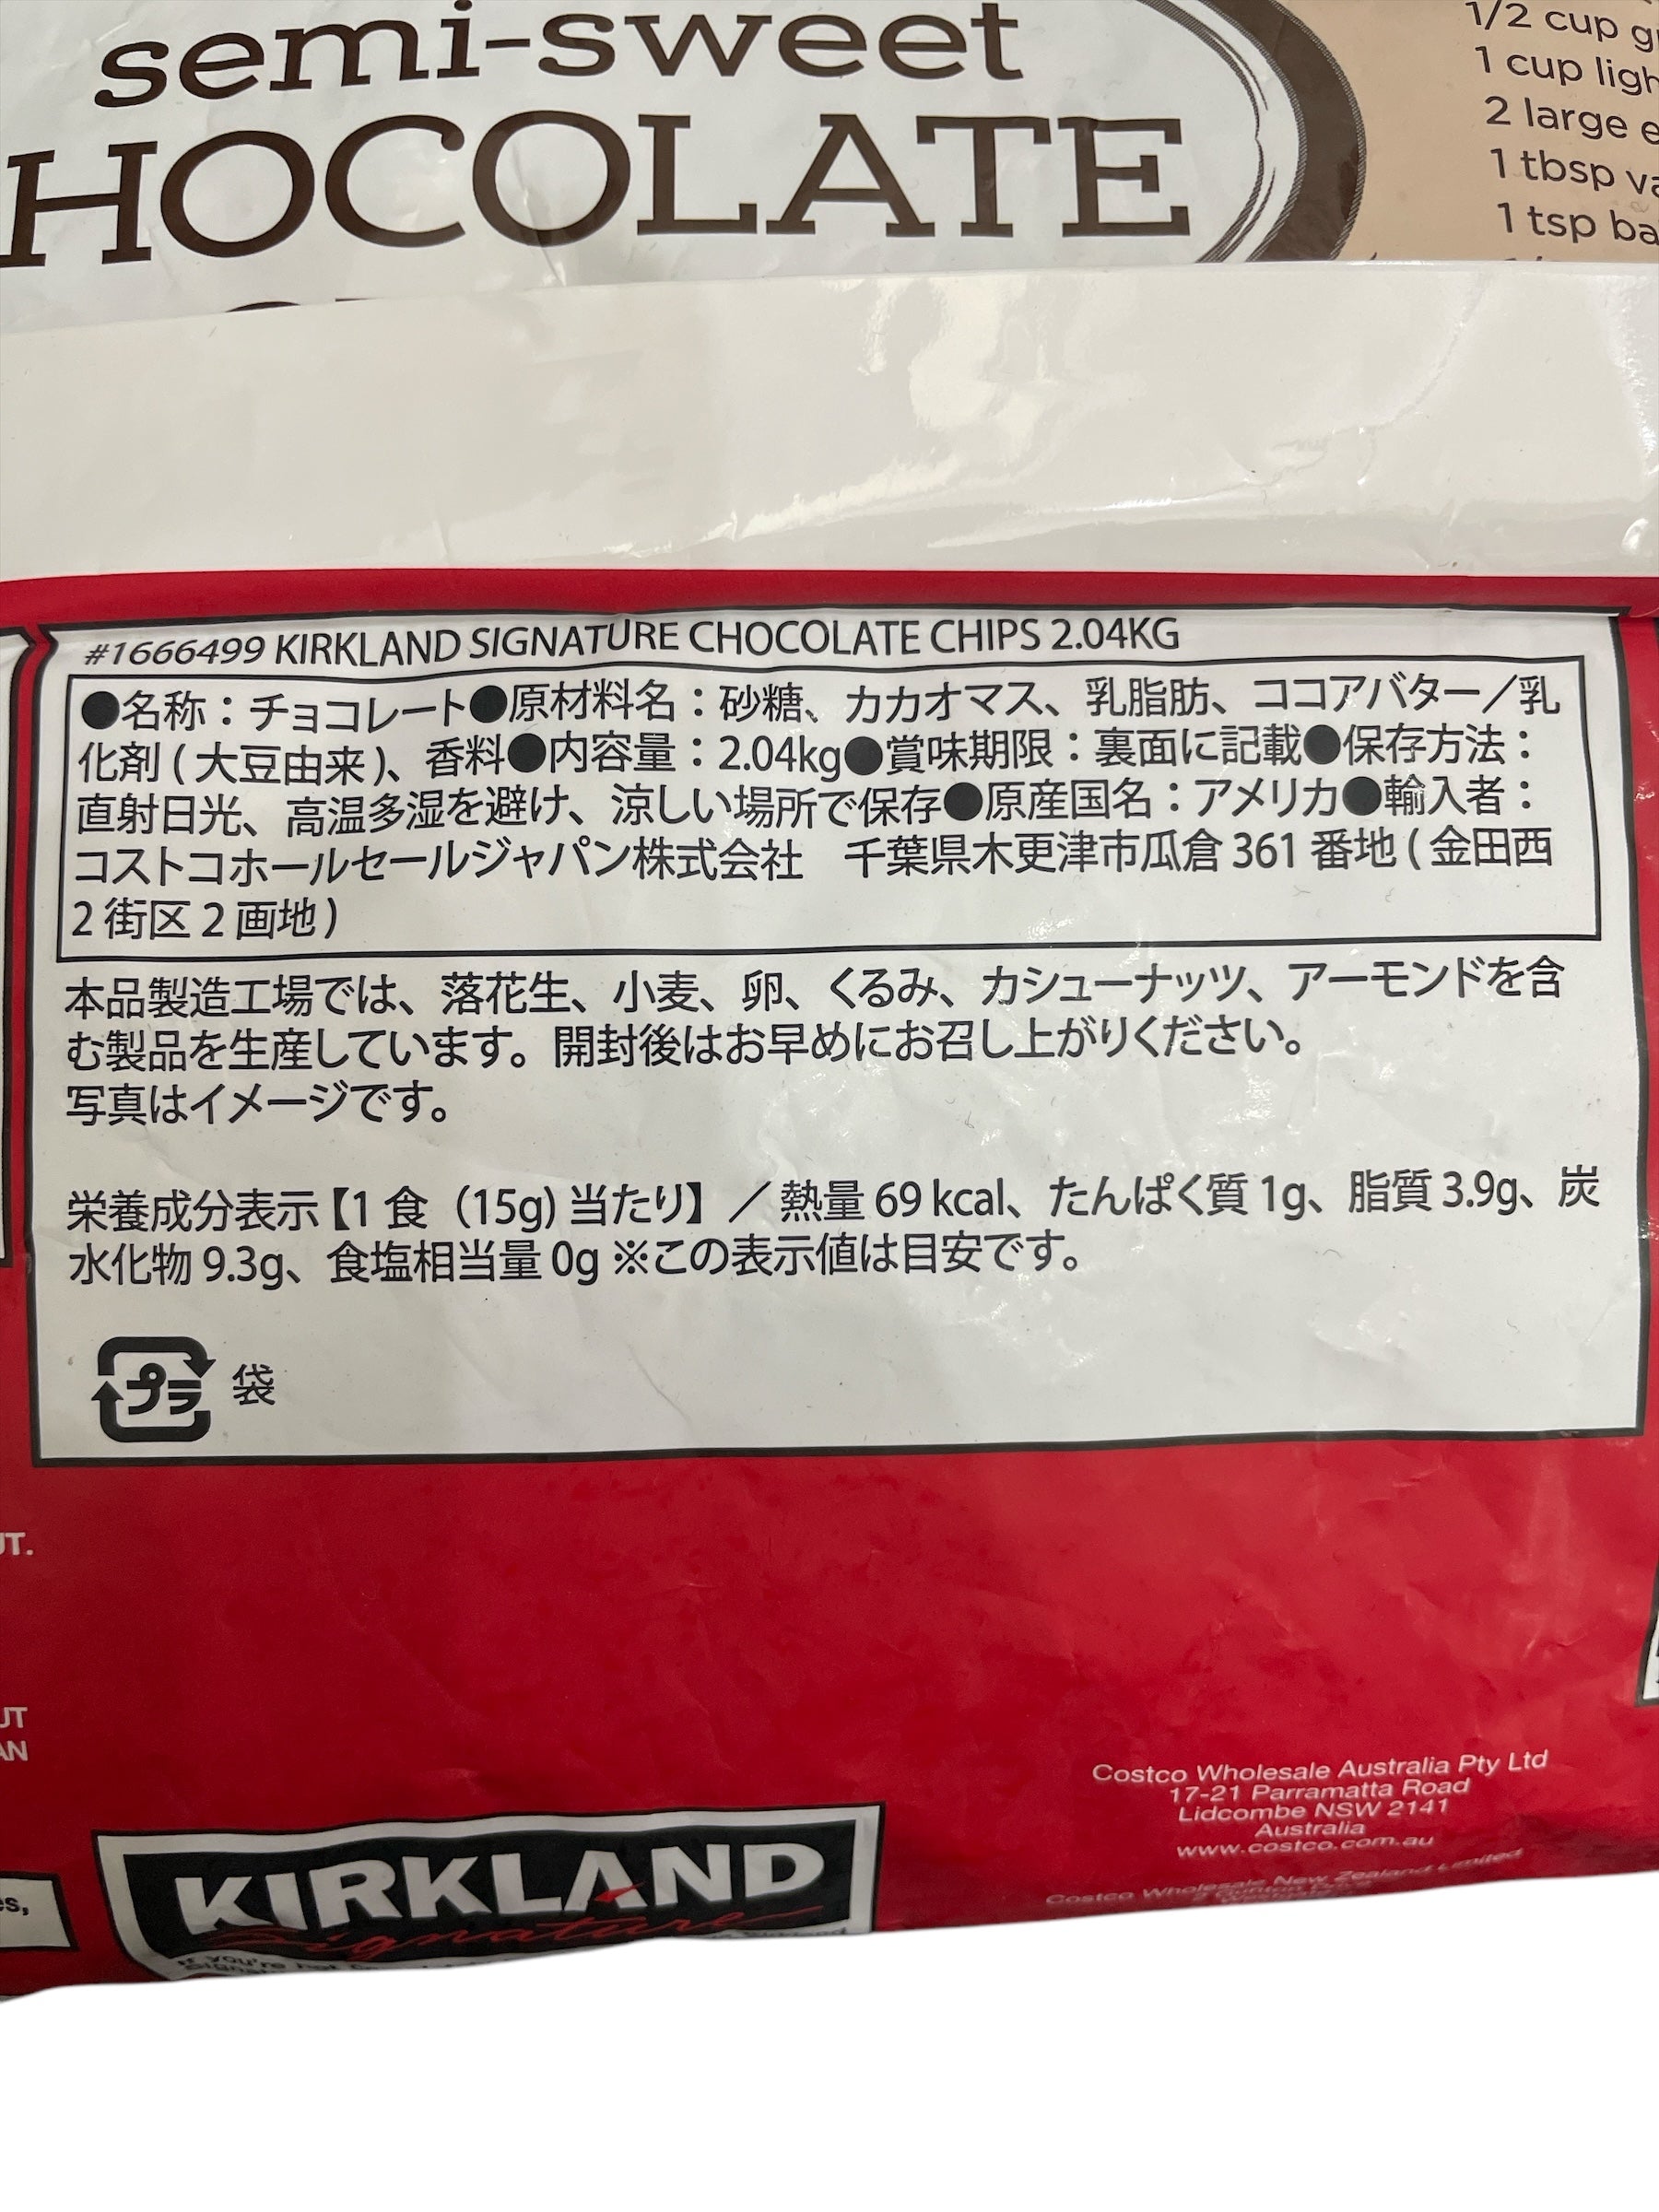 semi-sweet
HOCOLATE
1/2 cup
1 cup
2 large
1 tbsp
1 tsp
#1666499 KIRKLAND SIGNATURE CHOCOLATE CHIPS 2.04KG
●名称：チョコレート●原材料名：砂糖、カカオマス、乳脂肪、ココアバター／乳
化剤（大豆由来）、香料●内容量：2.04kg●賞味期限：裏面に記載●保存方法：
直射日光、高温多湿を避け、涼しい場所で保存●原産国名：アメリカ●輸入者：
コストコホールセールジャパン株式会社　千葉県木更津市瓜倉 361 番地（金田西
2 街区 2 画地）
本品製造工場では、落花生、小麦、卵、くるみ、カシューナッツ、アーモンドを含
む製品を生産しています。開封後はお早めにお召し上がりください。
写真はイメージです。
栄養成分表示【1 食（15g) 当たり】／熱量 69 kcal、たんぱく質 1g、脂質 3.9g、炭
水化物 9.3g、食塩相当量 0g ※この表示値は目安です。
プラ 袋
UT.
UT
AN
Costco Wholesale Australia Pty Ltd
17-21 Parramatta Road
Lidcombe NSW 2141
Australia
www.costco.com.au
Costco Wholesale New Zealand Limited
KIRKLAND
Signature